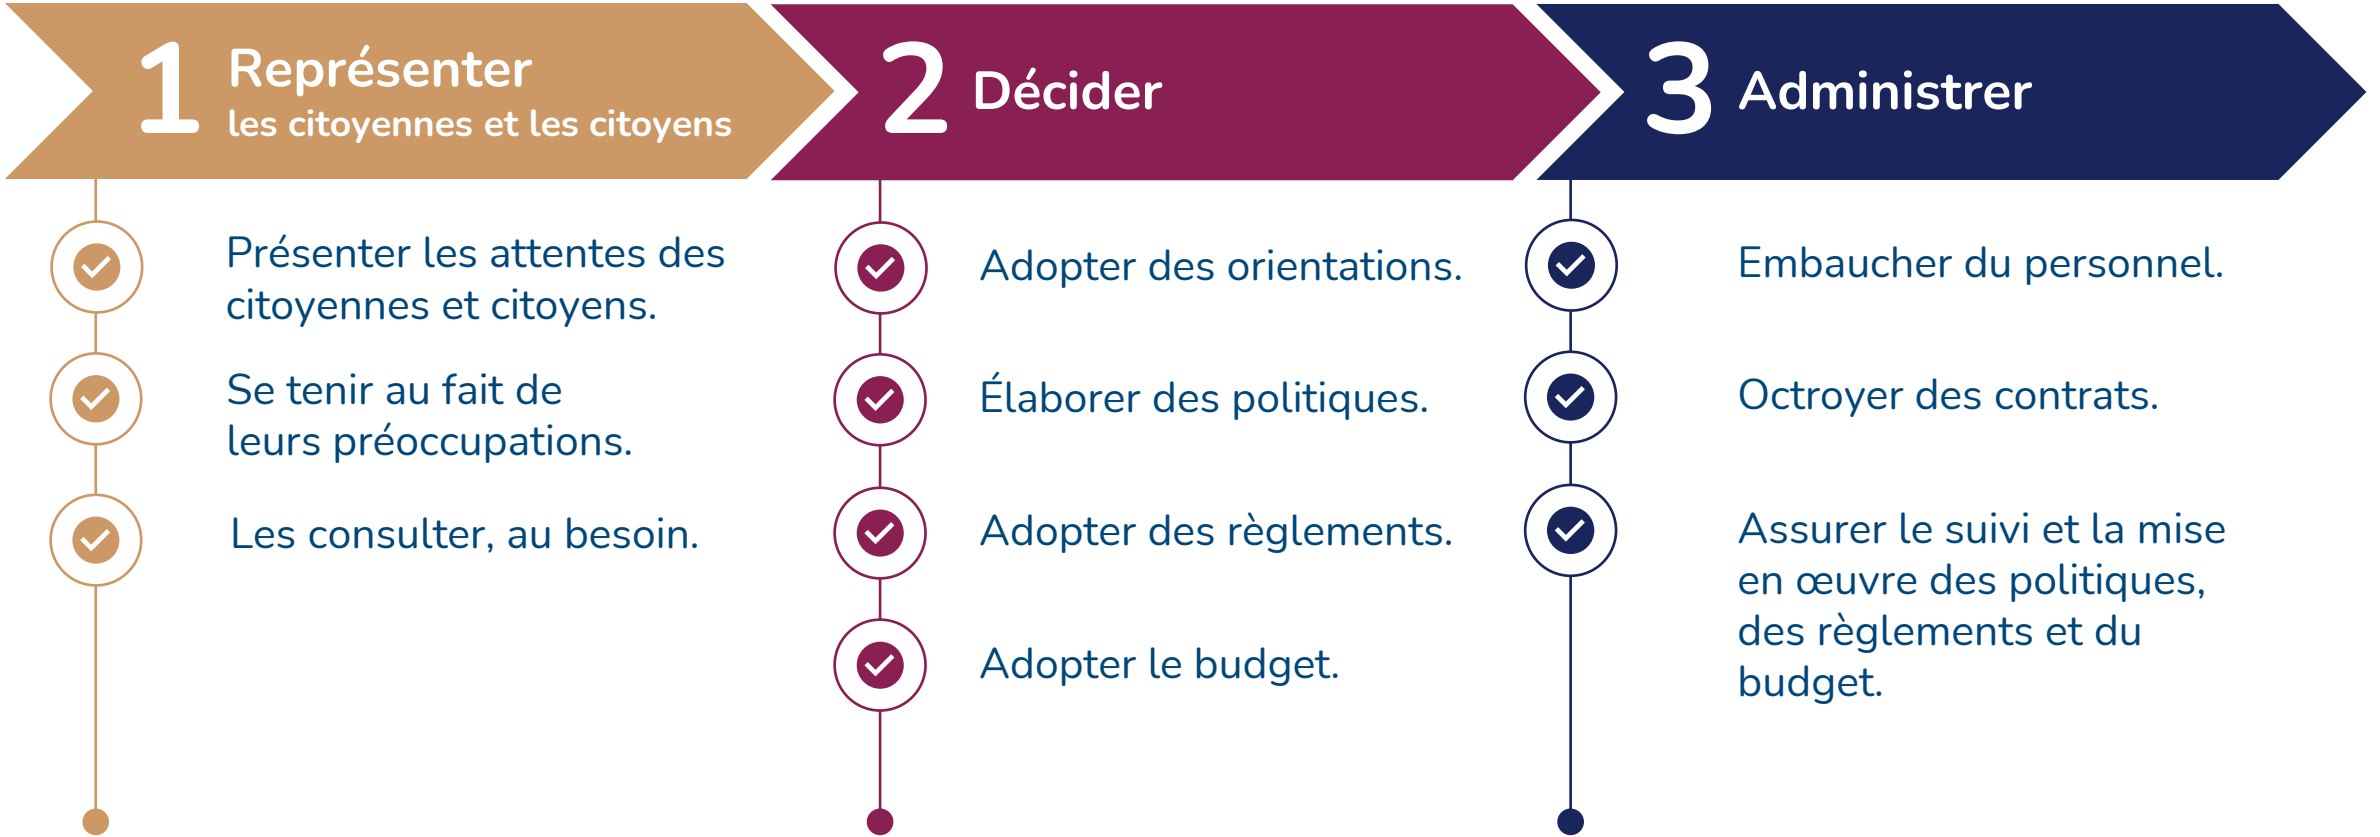 1
Représenter
les citoyennes et les citoyens
Présenter les attentes des
citoyennes et citoyens.
Se tenir au fait de
leurs préoccupations.
Les consulter, au besoin.
2
Décider
Adopter des orientations.
Élaborer des politiques.
Adopter des règlements.
Adopter le budget.
3
Administrer
Embaucher du personnel.
Octroyer des contrats.
Assurer le suivi et la mise
en œuvre des politiques,
des règlements et du
budget.